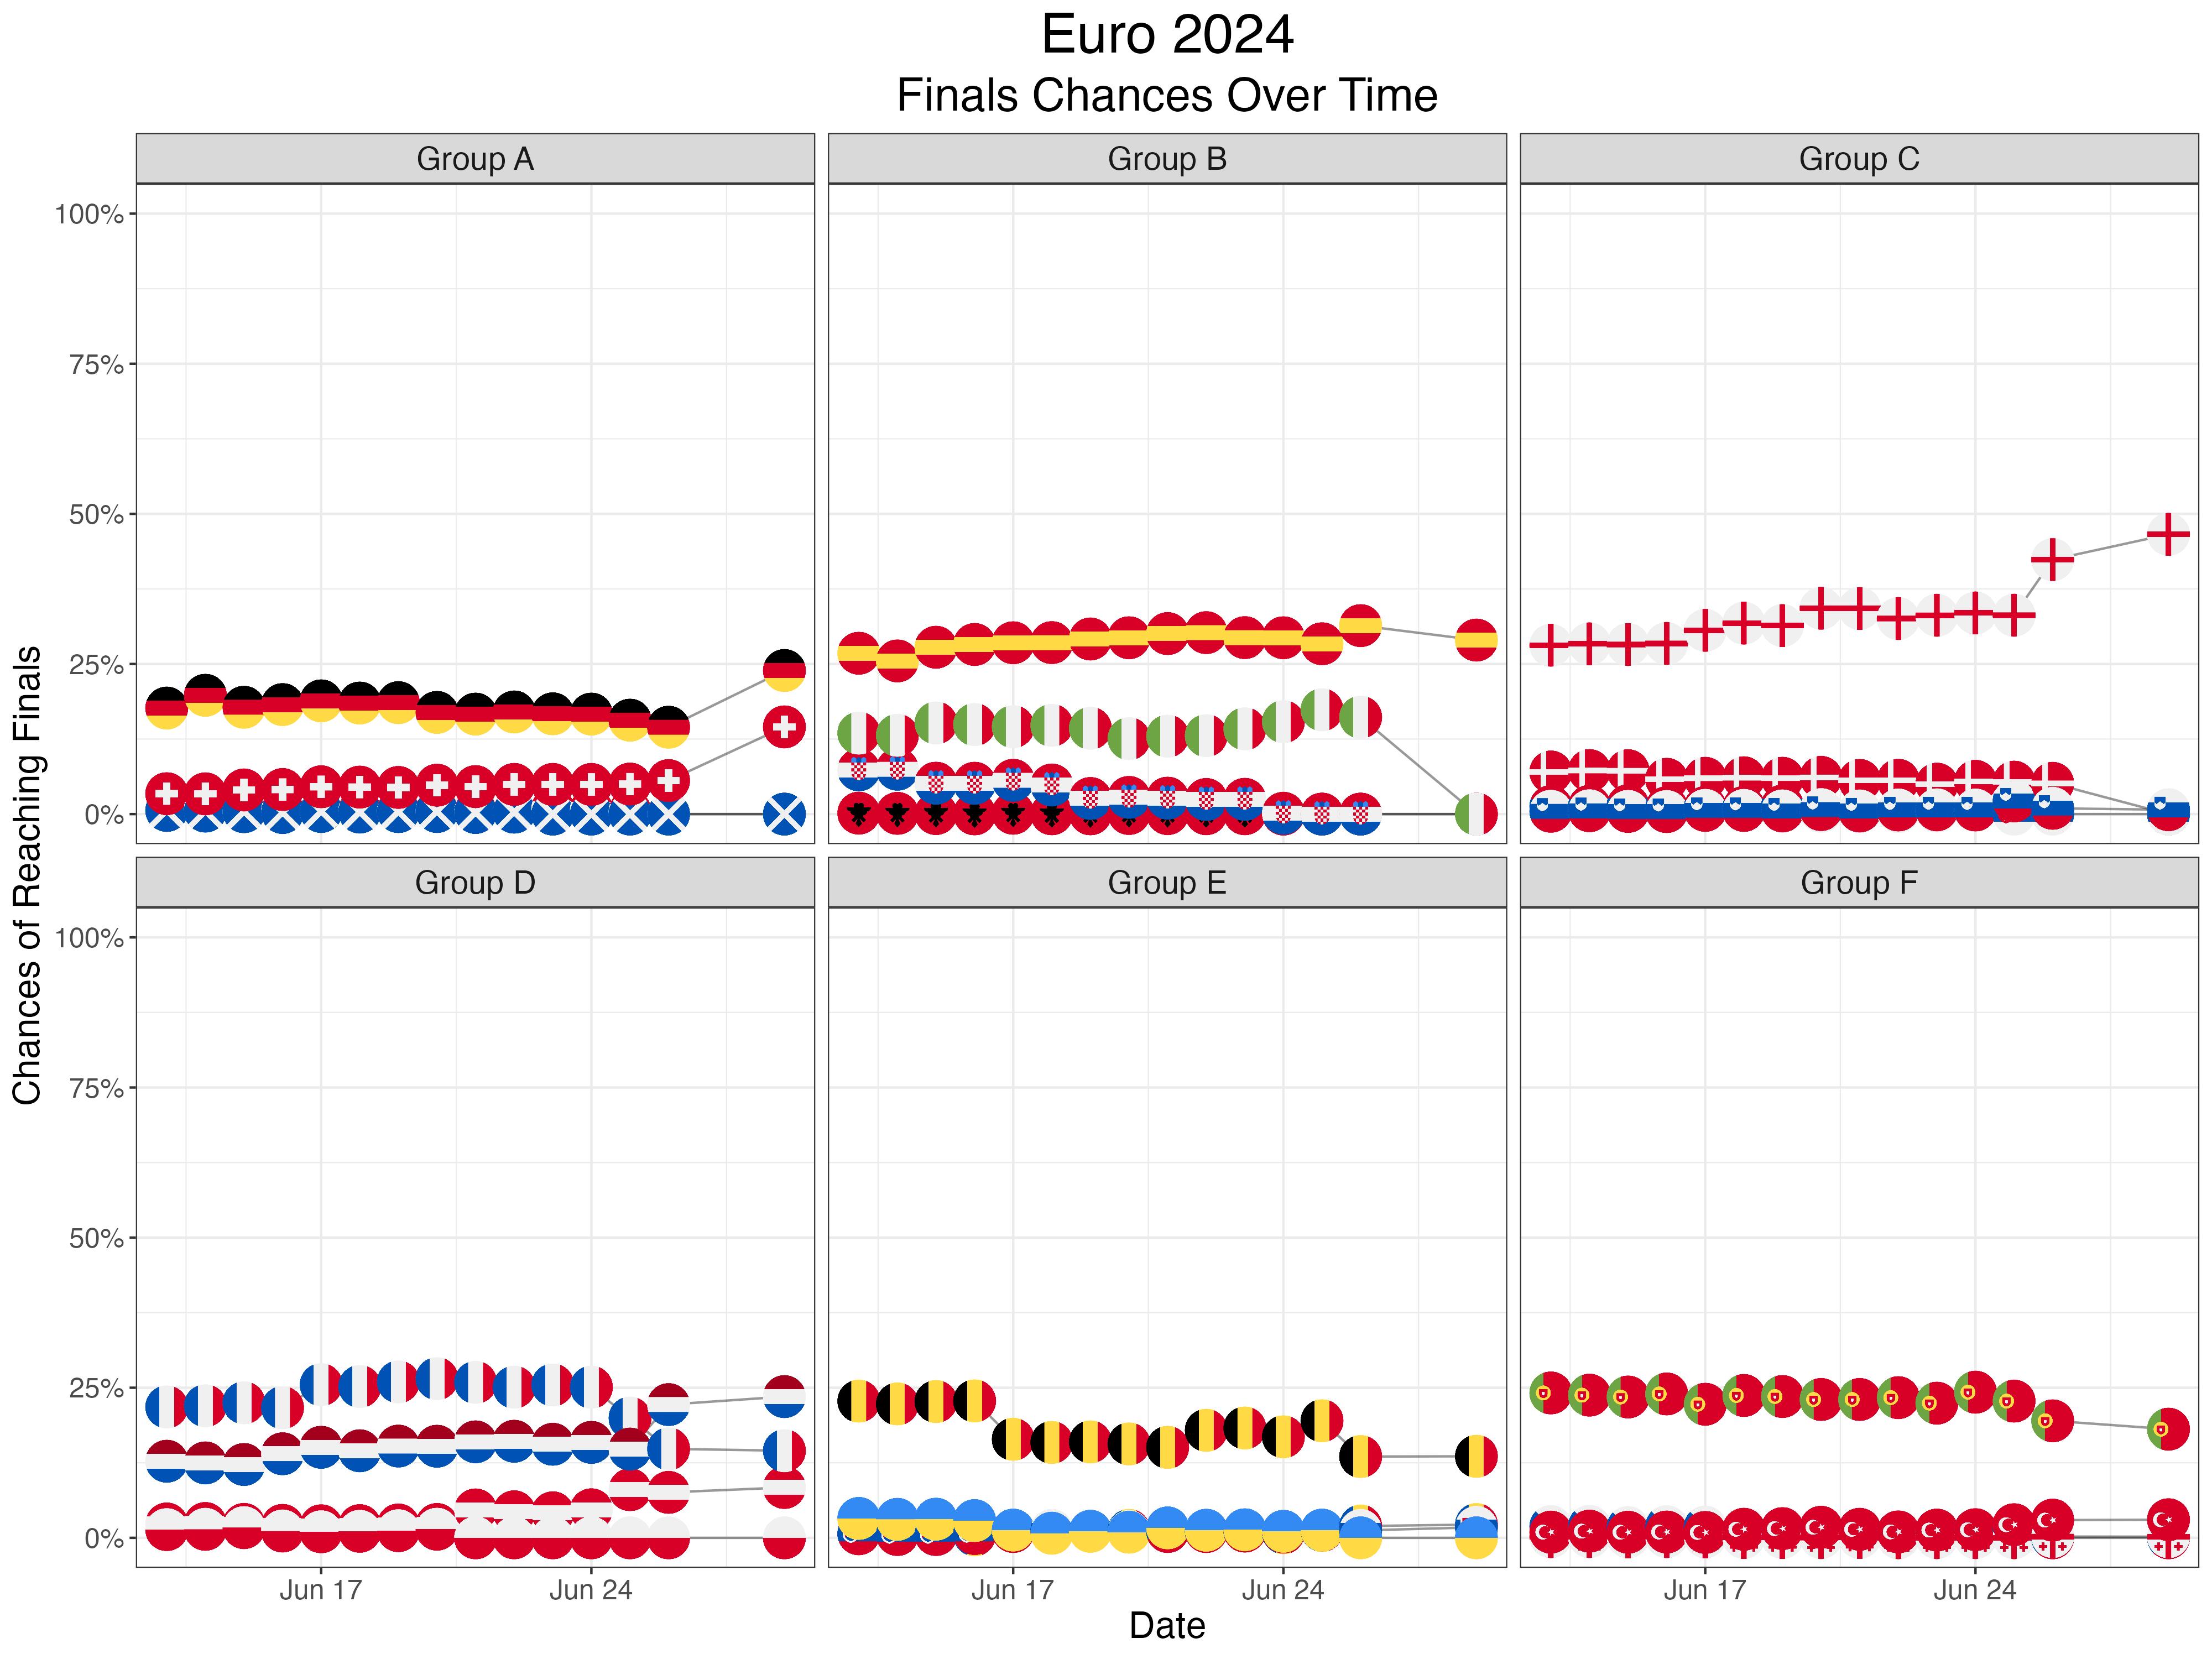 Euro 2024
Finals Chances Over Time
Group A
Group B
Group C
100%
75%
50%
25%
0%
Chances of Reaching Finals
Group D
Group E
Group F
100%
75%
50%
25%
0%
Jun 17
Jun 24
Jun 17
Jun 24
Jun 17
Jun 24
Date